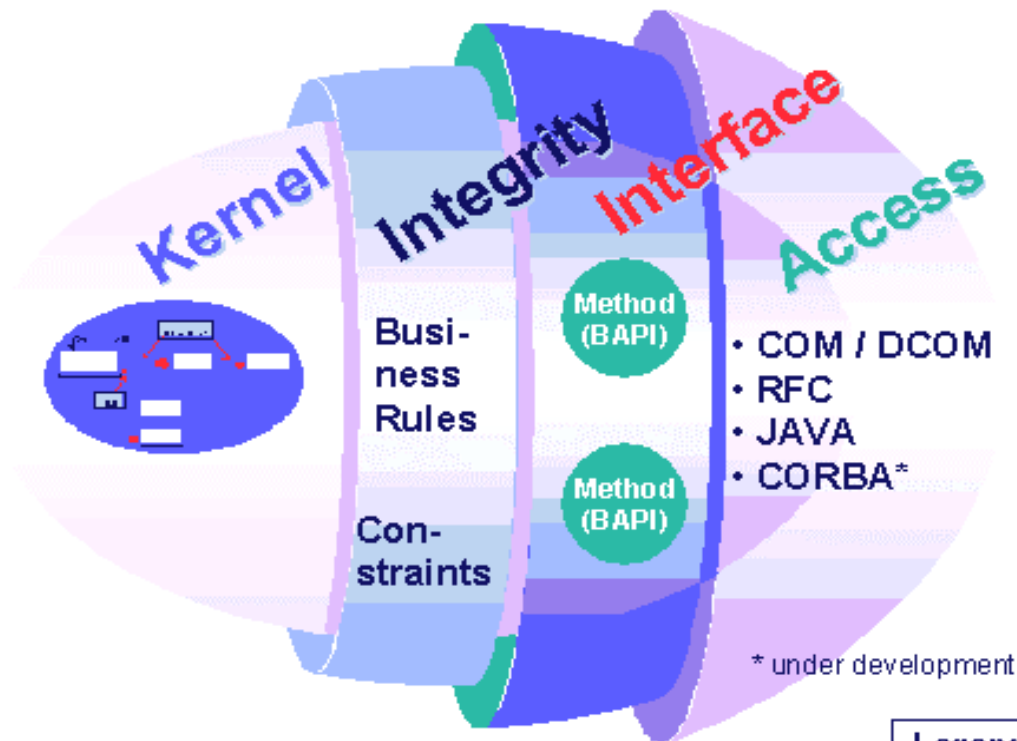 Kernel
Integrity
Interface
Access
Busi-
ness
Rules
Con-
straints
Method
(BAPI)
Method
(BAPI)
• COM / DCOM
• RFC
• JAVA
• CORBA*
* under development